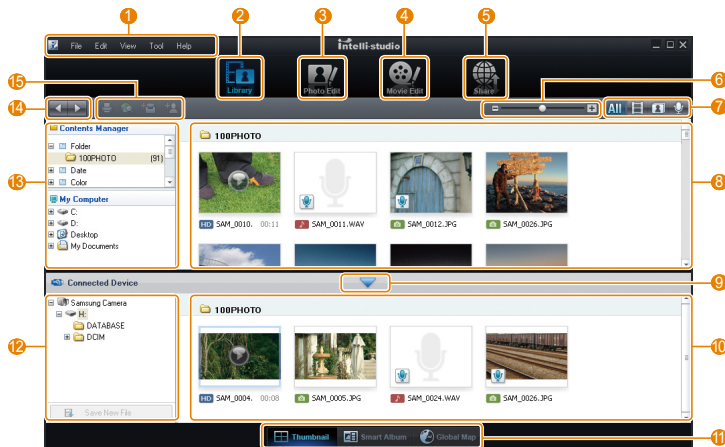 1
2
3
4
5
File Edit View Tool Help
intelli-studio
Library
Photo Edit
Movie Edit
Share
15
6
14
All
7
Contents Manager
Folder
100PHOTO (91)
Date
Color
13
My Computer
C:
D:
Desktop
My Documents
100PHOTO
HD SAM_0010. 00:11
SAM_0011.WAV
SAM_0012.JPG
SAM_0026.JPG
8
Connected Device
9
Samsung Camera
H:
DATABASE
DCIM
12
Save New File
100PHOTO
HD SAM_0004. 00:08
SAM_0005.JPG
SAM_0024.WAV
SAM_0026.JPG
10
Thumbnail
Smart Album
Global Map
11